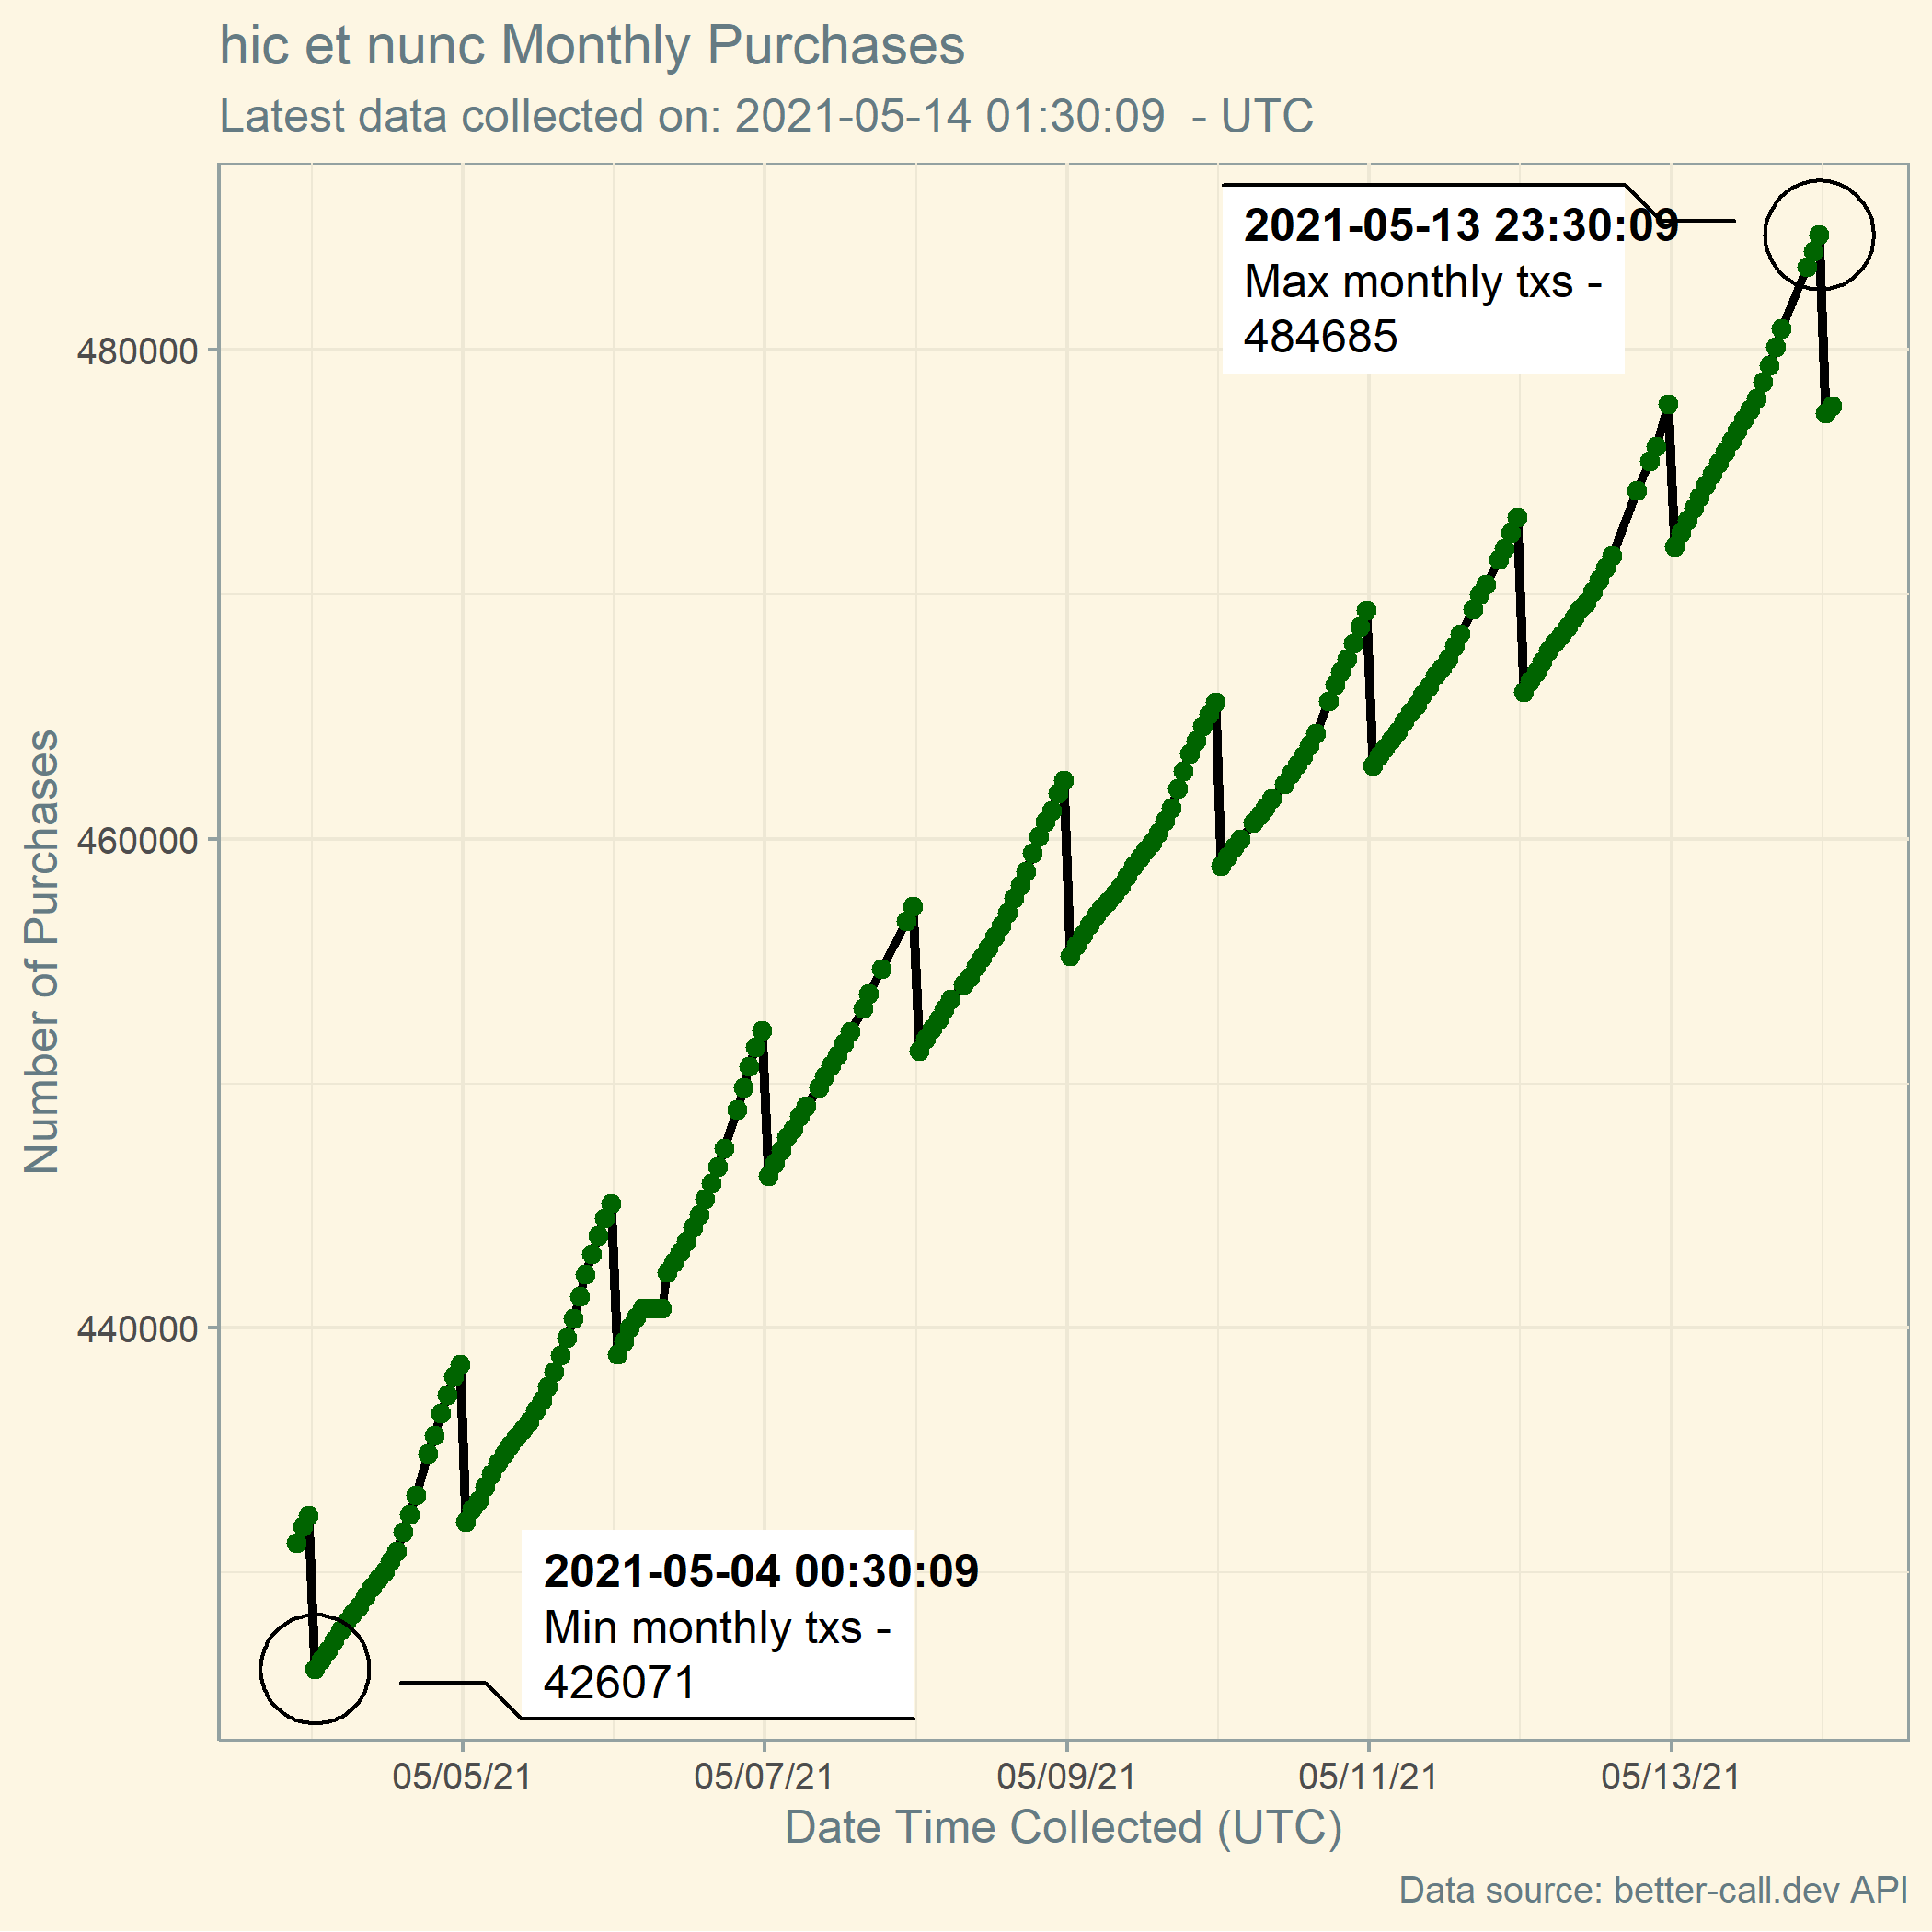 hic et nunc Monthly Purchases
Latest data collected on: 2021-05-14 01:30:09  - UTC
2021-05-13 23:30:09
Max monthly txs -
484685
480000
460000
440000
Number of Purchases
2021-05-04 00:30:09
Min monthly txs -
426071
05/05/21 05/07/21 05/09/21 05/11/21 05/13/21
Date Time Collected (UTC)
Data source: better-call.dev API